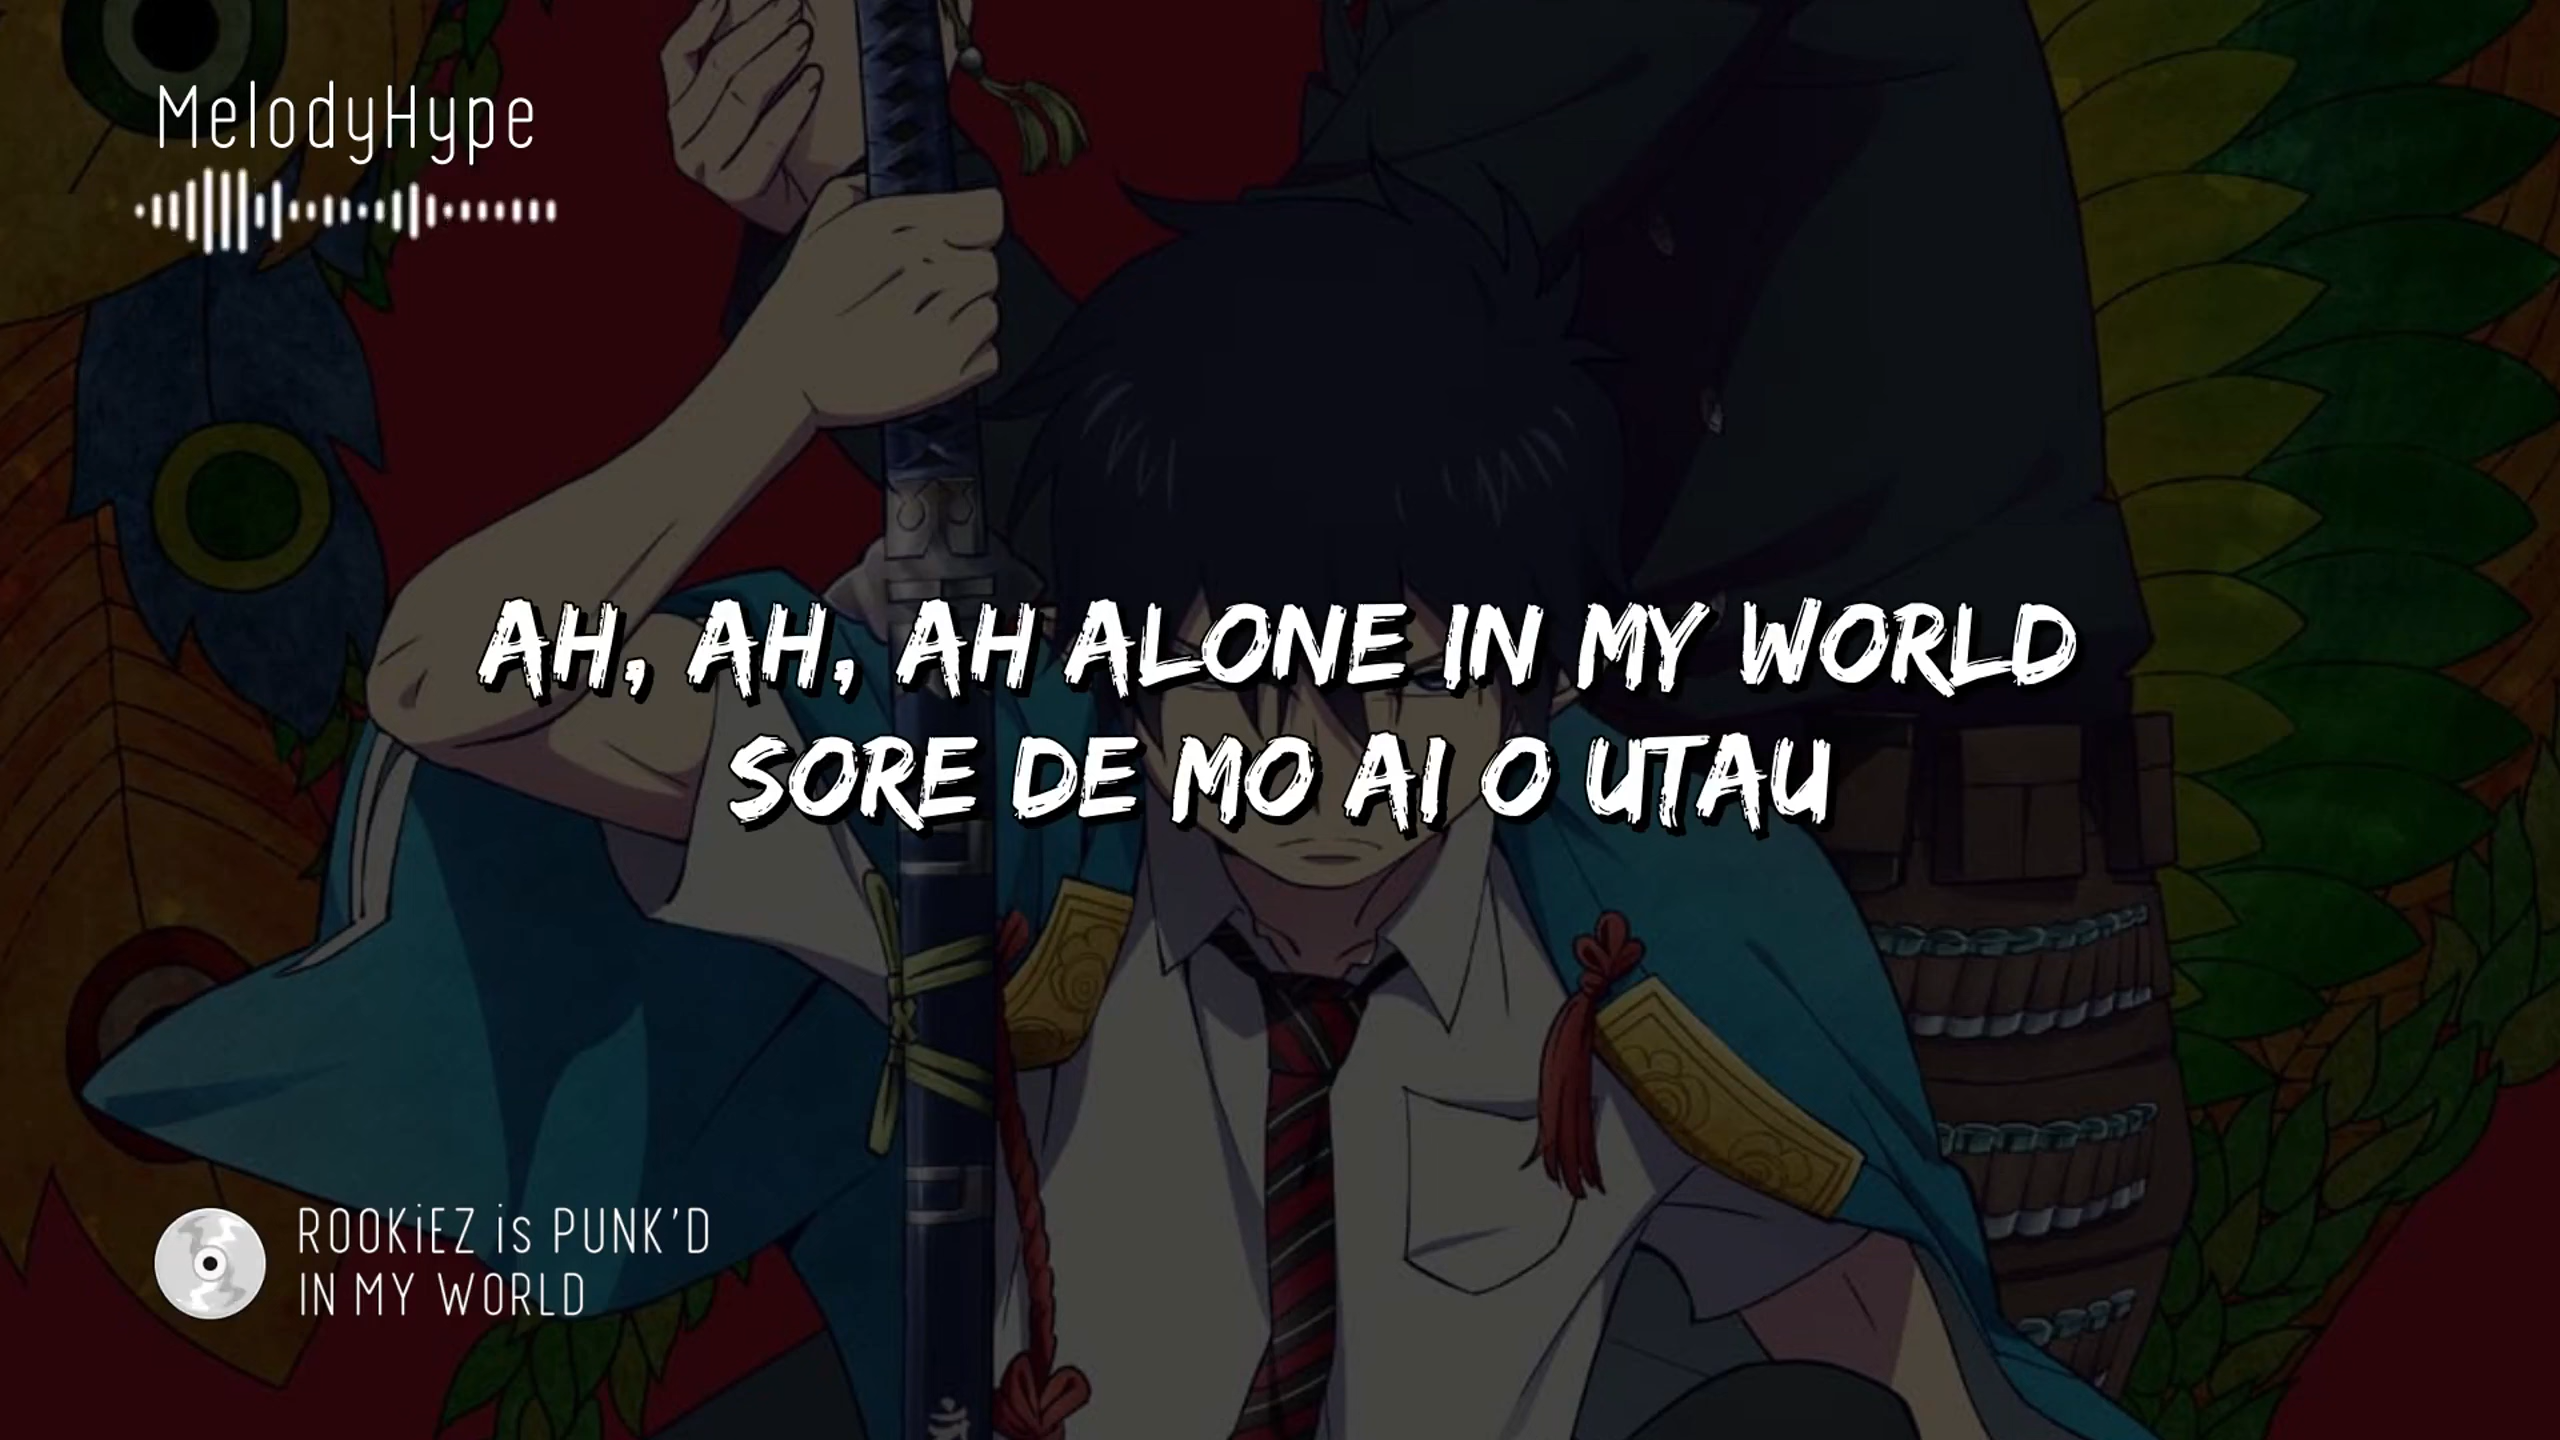 MelodyHype
AH, AH, AH ALONE IN MY WORLD
SORE DE MO AI O UTAU
ROOKiEZ is PUNK'D
IN MY WORLD